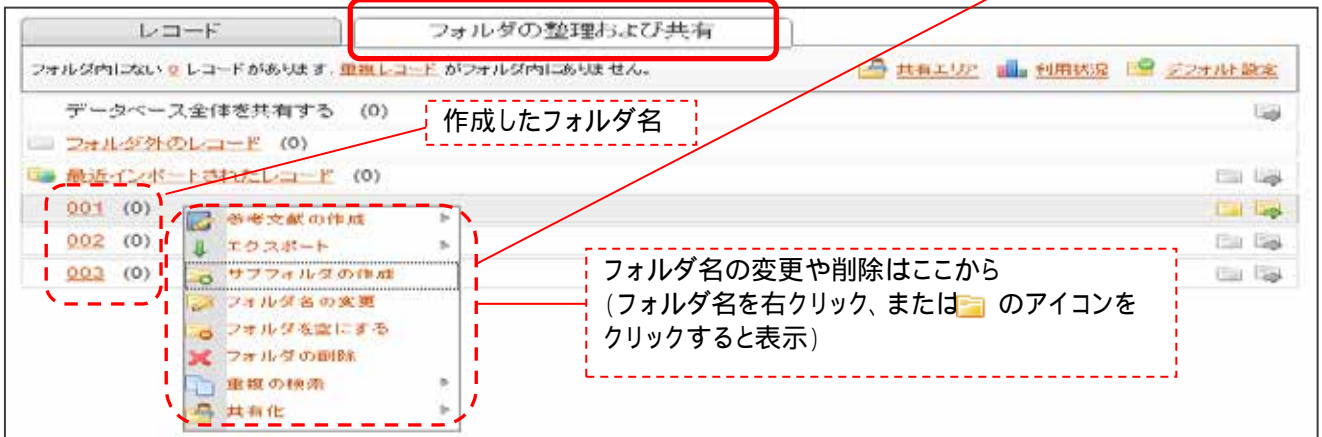 レコード
フォルダの整理および共有
フォルダ内にない 0 レコードがあります. 重複レコード がフォルダ内にありません。
共有エリア 利用状況 デフォルト設定
データベース全体を共有する (0)
作成したフォルダ名
フォルダ外のレコード (0)
最近インポートされたレコード (0)
001 (0)
002 (0)
003 (0)
参考文献の作成
エクスポート
サブフォルダの作成
フォルダ名の変更
フォルダを空にする
フォルダの削除
重複の検索
共有化
フォルダ名の変更や削除はここから
(フォルダ名を右クリック、または のアイコンを
クリックすると表示)